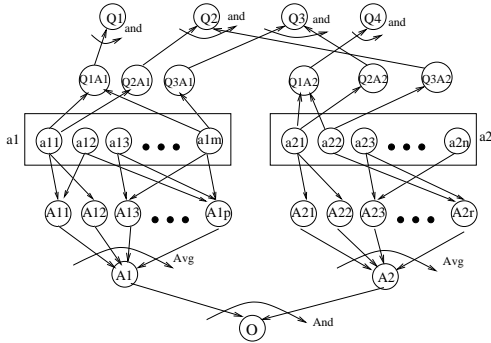 Q1 and Q2 and Q3 and Q4 and
Q1A1 Q2A1 Q3A1 Q1A2 Q2A2 Q3A2
a1 a11 a12 a13 a1m a21 a22 a23 a2n a2
A11 A12 A13 A1p A21 A22 A23 A2r
Avg Avg
A1 A2
And
O